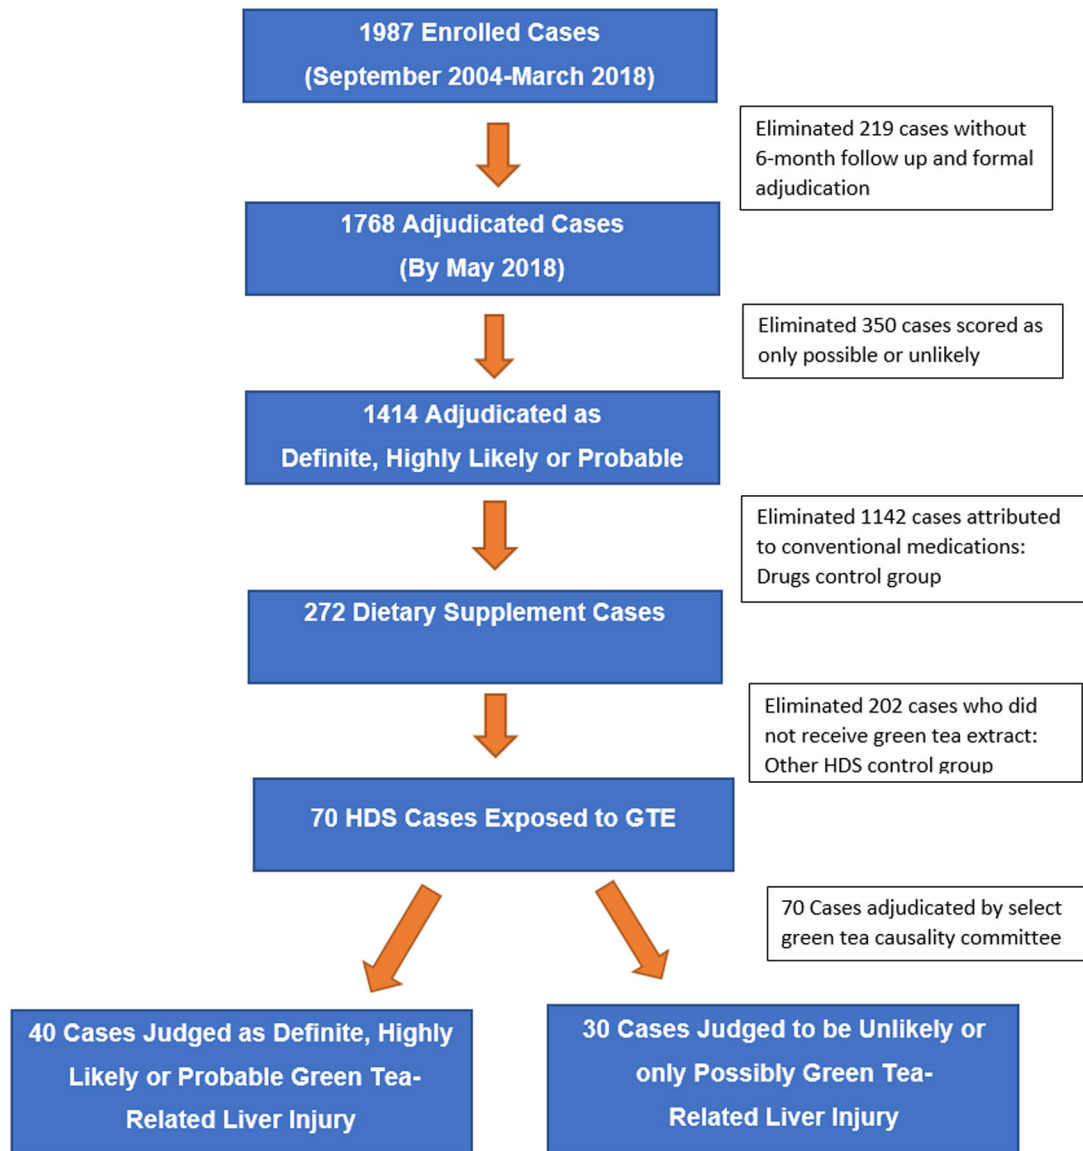 1987 Enrolled Cases
(September 2004-March 2018)
Eliminated 219 cases without
6-month follow up and formal
adjudication
1768 Adjudicated Cases
(By May 2018)
Eliminated 350 cases scored as
only possible or unlikely
1414 Adjudicated as
Definite, Highly Likely or Probable
Eliminated 1142 cases attributed
to conventional medications:
Drugs control group
272 Dietary Supplement Cases
Eliminated 202 cases who did
not receive green tea extract:
Other HDS control group
70 HDS Cases Exposed to GTE
70 Cases adjudicated by select
green tea causality committee
40 Cases Judged as Definite, Highly
Likely or Probable Green Tea-
Related Liver Injury
30 Cases Judged to be Unlikely or
only Possibly Green Tea-
Related Liver Injury